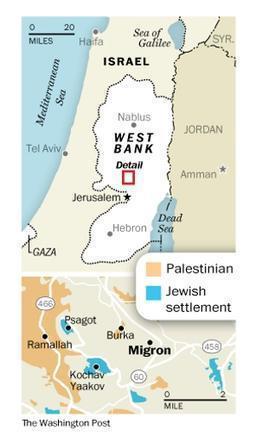 0 20
MILES
Haifa
Sea of
Galilee
SYR.
ISRAEL
Mediterranean
Sea
Nablus
WEST
BANK
JORDAN
Tel Aviv
Detail
Amman
Jerusalem
Dead
Sea
Hebron
GAZA
Palestinian
Jewish
settlement
466
Psagot
Ramallah
Burka
Migron
458
Kochav
Yaakov
60
0 2
MILE
The Washington Post